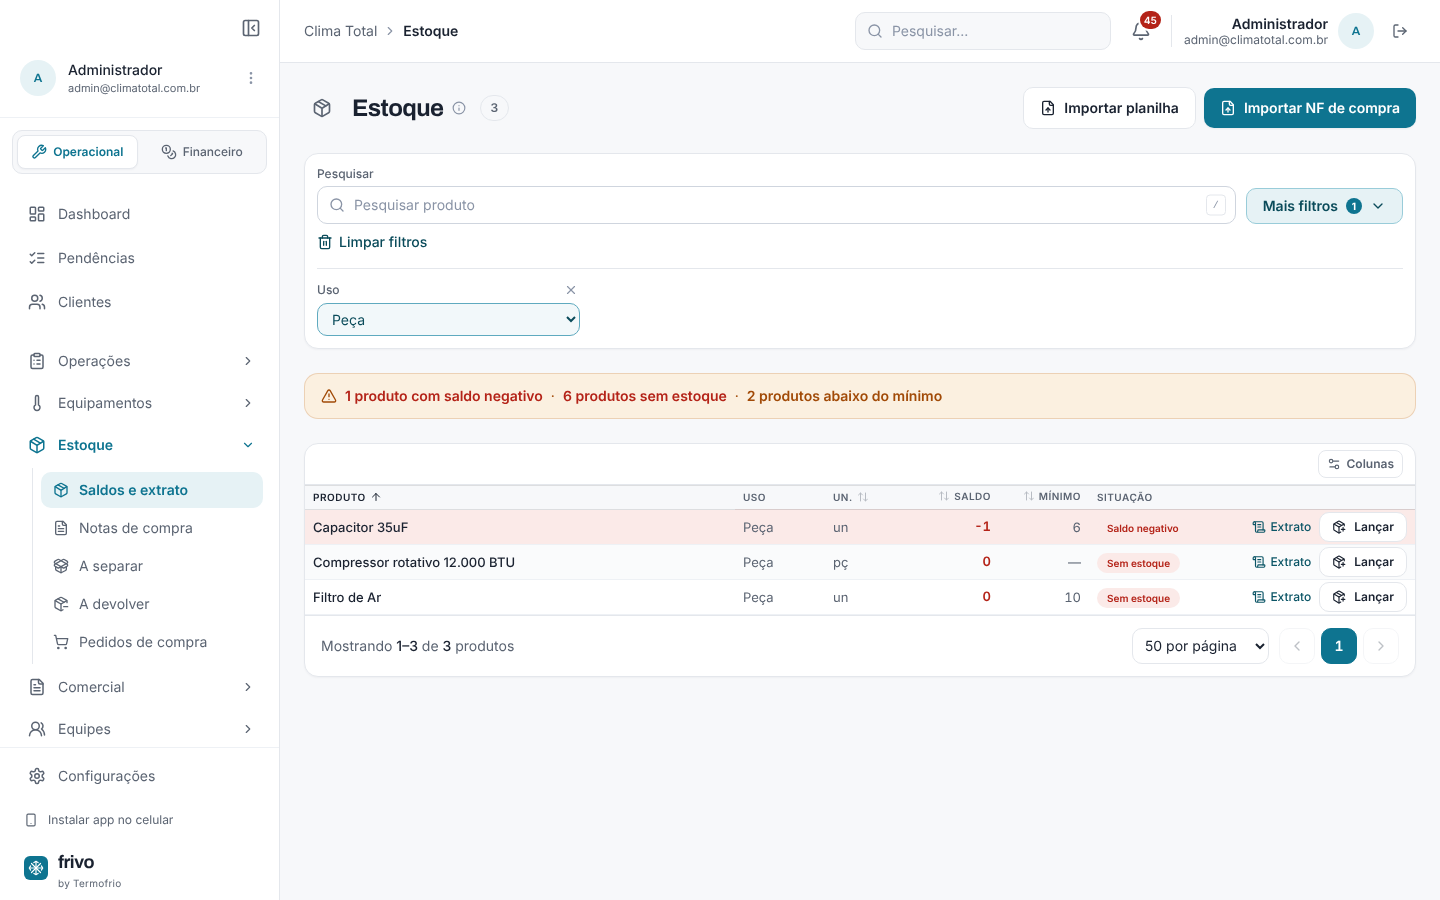 Administrador
admin@climatotal.com.br
Operacional
Financeiro
Dashboard
Pendências
Clientes
Operações
Equipamentos
Estoque
Saldos e extrato
Notas de compra
A separar
A devolver
Pedidos de compra
Comercial
Equipes
Configurações
Instalar app no celular
frivo
by Termofrio
Clima Total > Estoque
Pesquisar...
45
Administrador
admin@climatotal.com.br
A
A
Estoque
3
Importar planilha
Importar NF de compra
Pesquisar
Pesquisar produto /
Mais filtros 1
Limpar filtros
Uso
Peça
1 produto com saldo negativo · 6 produtos sem estoque · 2 produtos abaixo do mínimo
Colunas
PRODUTO USO UN. SALDO MÍNIMO SITUAÇÃO
Capacitor 35uF Peça un -1 6 Saldo negativo Extrato Lançar
Compressor rotativo 12.000 BTU Peça pç 0 — Sem estoque Extrato Lançar
Filtro de Ar Peça un 0 10 Sem estoque Extrato Lançar
Mostrando 1–3 de 3 produtos
50 por página
1